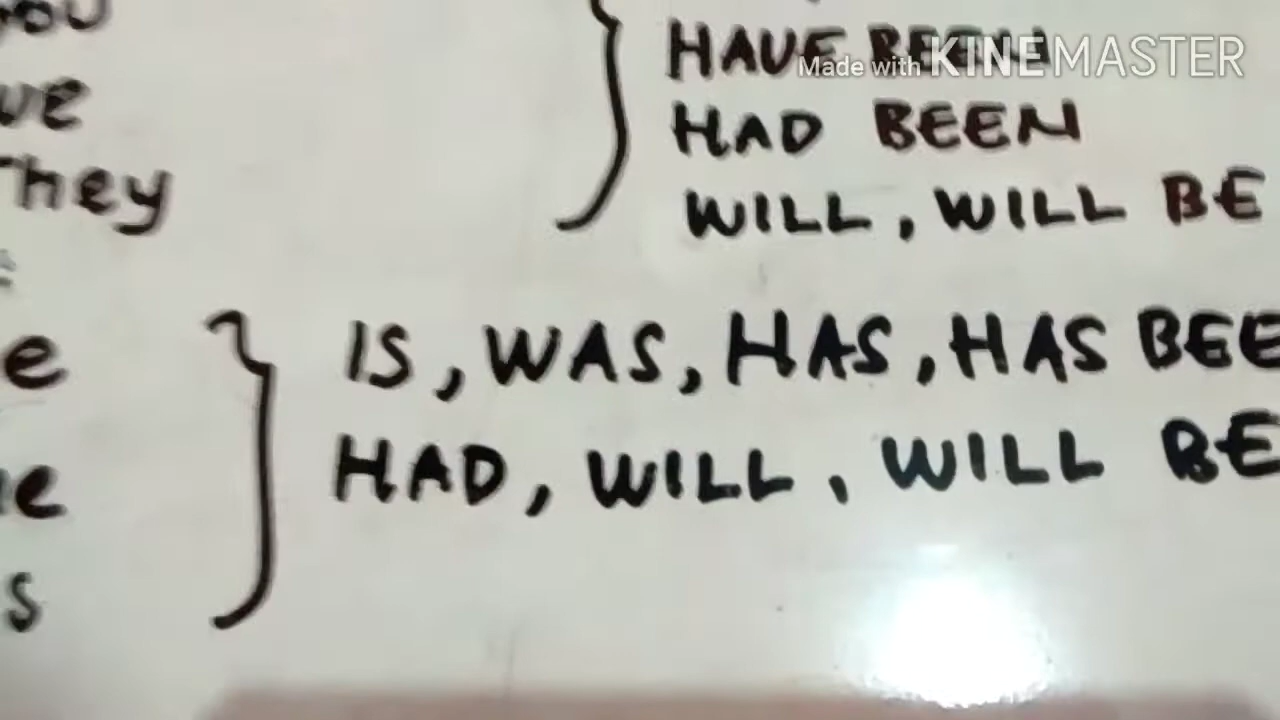 HAVE BEEN
Made with KINEMASTER
we
HAD BEEN
They
WILL, WILL BE
IS, WAS, HAS, HAS BEE
HAD, WILL, WILL BE